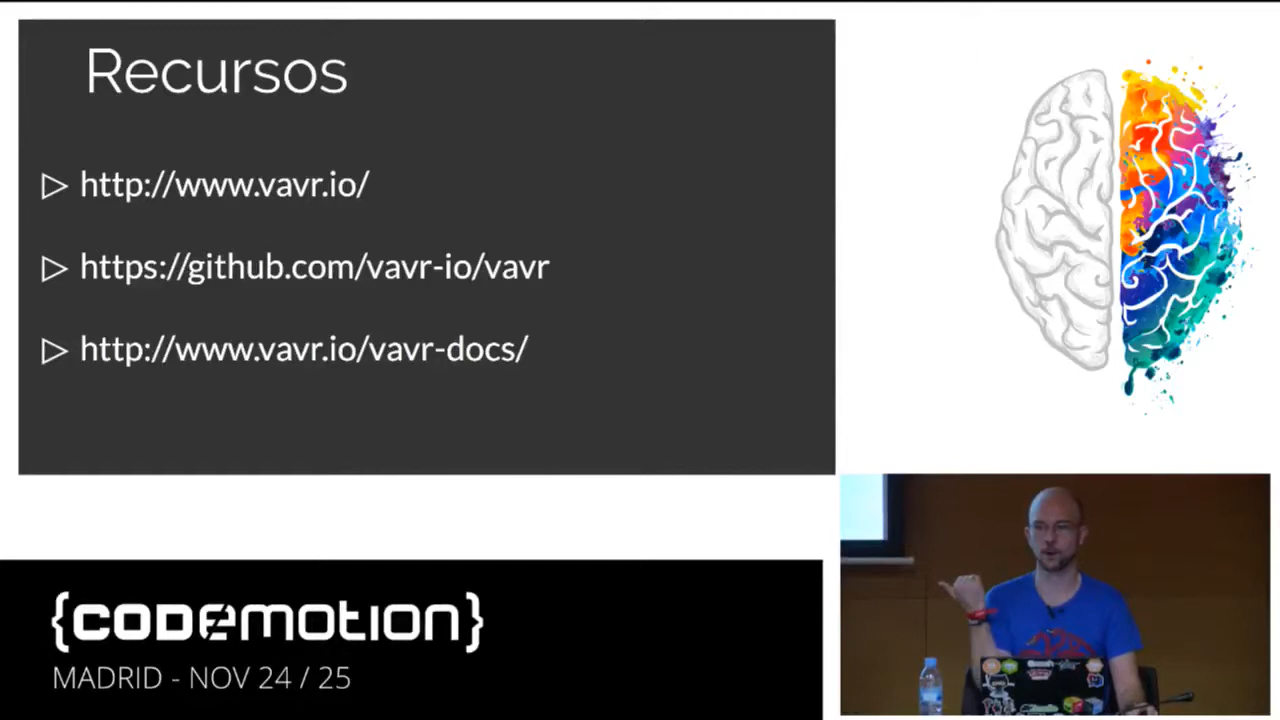 Recursos
http://www.vavr.io/
https://github.com/vavr-io/vavr
http://www.vavr.io/vavr-docs/
{CODEMOTION}
MADRID - NOV 24 / 25